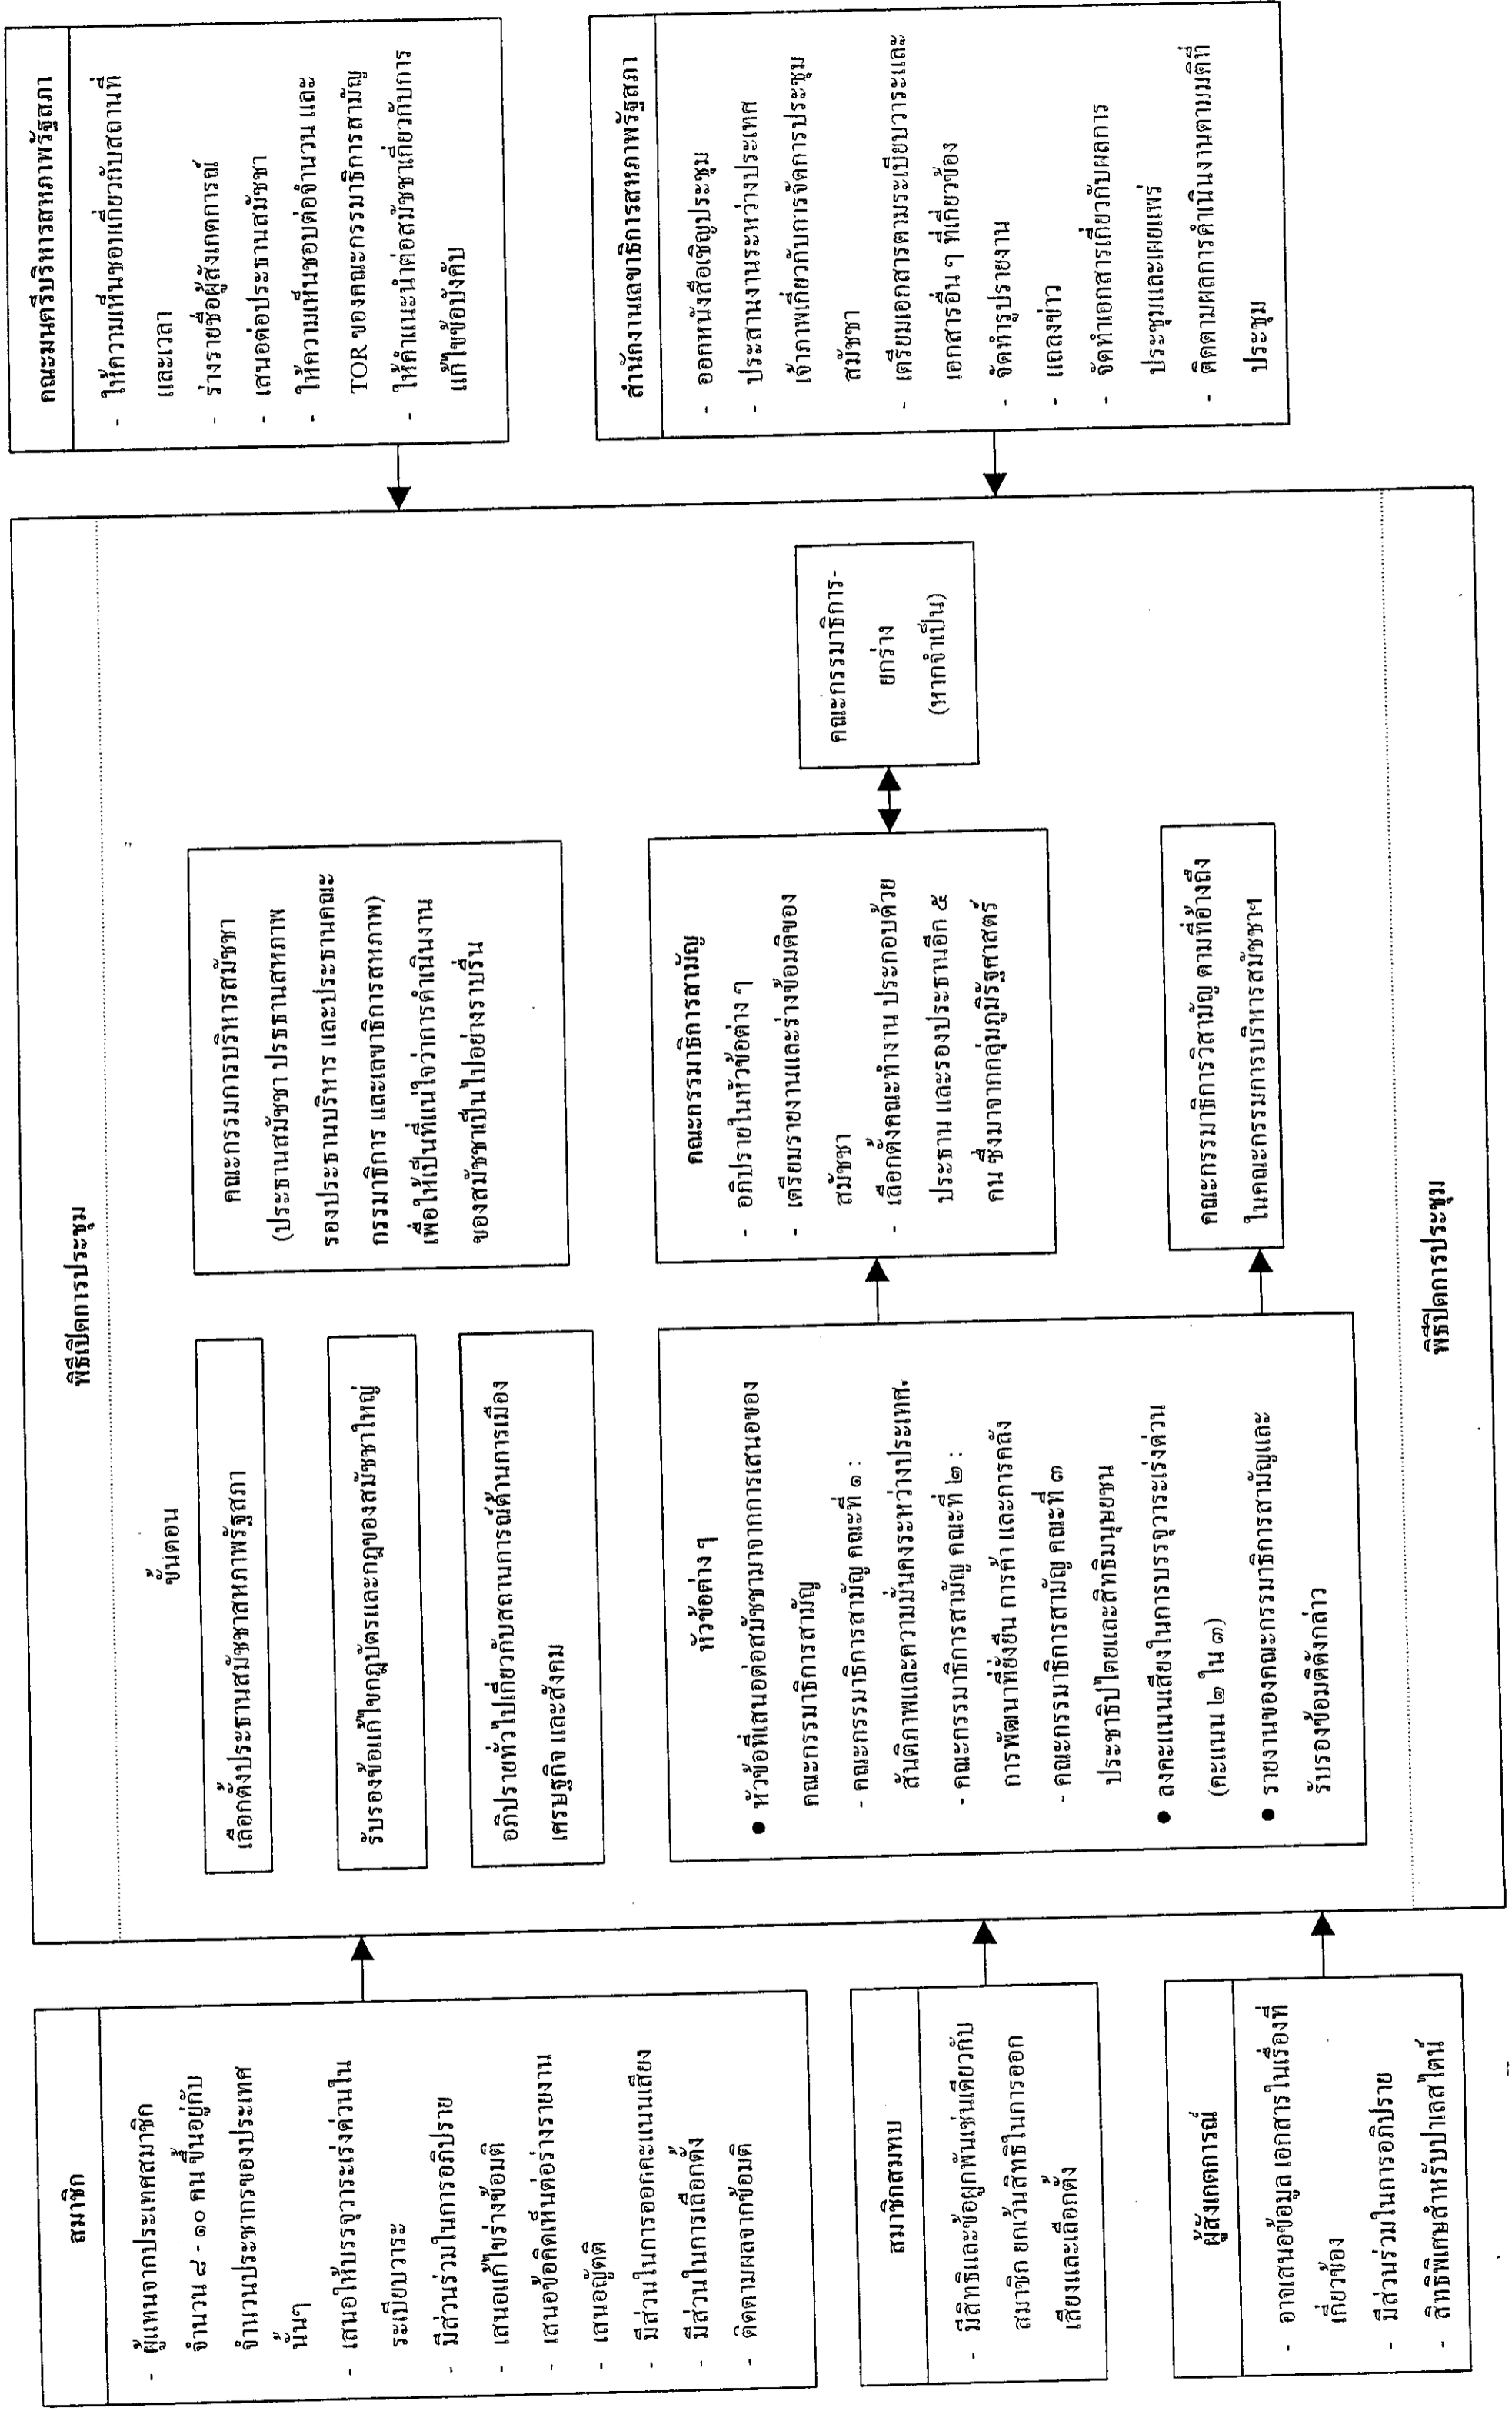 สมาชิก
- ผู้แทนจากประเทศสมาชิก
จำนวน ๘ - ๑๐ คน ขึ้นอยู่กับ
จำนวนประชากรของประเทศ
นั้นๆ
- เสนอให้บรรจุวาระเร่งด่วนใน
ระเบียบวาระ
- มีส่วนร่วมในการอภิปราย
- เสนอแก้ไขร่างข้อมติ
- เสนอข้อคิดเห็นต่อร่างรายงาน
- เสนอญัตติ
- มีส่วนในการออกคะแนนเสียง
- มีส่วนในการเลือกตั้ง
- ติดตามผลจากข้อมติ
สมาชิกสมทบ
- มีสิทธิและข้อผูกพันเช่นเดียวกับ
สมาชิก ยกเว้นสิทธิในการออก
เสียงและเลือกตั้ง
ผู้สังเกตการณ์
- อาจเสนอข้อมูล เอกสารในเรื่องที่
เกี่ยวข้อง
- มีส่วนร่วมในการอภิปราย
- สิทธิพิเศษสำหรับปาเลสไตน์
พิธีเปิดการประชุม
ขั้นตอน
เลือกตั้งประธานสมัชชาสหภาพรัฐสภา
รับรองข้อแก้ไขกฎบัตรและกฎของสมัชชาใหญ่
อภิปรายทั่วไปเกี่ยวกับสถานการณ์ด้านการเมือง
เศรษฐกิจ และสังคม
หัวข้อต่าง ๆ
● หัวข้อที่เสนอต่อสมัชชามาจากการเสนอของ
คณะกรรมาธิการสามัญ
- คณะกรรมาธิการสามัญ คณะที่ ๑ :
สันติภาพและความมั่นคงระหว่างประเทศ
- คณะกรรมาธิการสามัญ คณะที่ ๒ :
การพัฒนาที่ยั่งยืน การค้า และการคลัง
- คณะกรรมาธิการสามัญ คณะที่ ๓
ประชาธิปไตยและสิทธิมนุษยชน
● ลงคะแนนเสียงในการบรรจุวาระเร่งด่วน
(คะแนน ๒ ใน ๓)
● รายงานของคณะกรรมาธิการสามัญและ
รับรองข้อมติดังกล่าว
คณะกรรมการบริหารสมัชชา
(ประธานสมัชชา ปรธธานสหภาพ
รองประธานบริหาร และประธานคณะ
กรรมาธิการ และเลขาธิการสหภาพ)
เพื่อให้เป็นที่แน่ใจว่าการดำเนินงาน
ของสมัชชาเป็นไปอย่างราบรื่น
คณะกรรมาธิการสามัญ
- อภิปรายในหัวข้อต่าง ๆ
- เตรียมรายงานและร่างข้อมติของ
สมัชชา
- เลือกตั้งคณะทำงาน ประกอบด้วย
ประธาน และรองประธานอีก ๕
คน ซึ่งมาจากกลุ่มภูมิรัฐศาสตร์
คณะกรรมาธิการวิสามัญ ตามที่อ้างถึง
ในคณะกรรมการบริหารสมัชชาฯ
คณะกรรมาธิการ-
ยกร่าง
(หากจำเป็น)
พิธีปิดการประชุม
คณะมนตรีบริหารสหภาพรัฐสภา
- ให้ความเห็นชอบเกี่ยวกับสถานที่
และเวลา
- ร่างรายชื่อผู้สังเกตการณ์
- เสนอต่อประธานสมัชชา
- ให้ความเห็นชอบต่อจำนวน และ
TOR ของคณะกรรมาธิการสามัญ
- ให้คำแนะนำต่อสมัชชาเกี่ยวกับการ
แก้ไขข้อบังคับ
สำนักงานเลขาธิการสหภาพรัฐสภา
- ออกหนังสือเชิญประชุม
- ประสานงานระหว่างประเทศ
เจ้าภาพเกี่ยวกับการจัดการประชุม
สมัชชา
- เตรียมเอกสารตามระเบียบวาระและ
เอกสารอื่น ๆ ที่เกี่ยวข้อง
- จัดทำรูปรายงาน
- แถลงข่าว
- จัดทำเอกสารเกี่ยวกับผลการ
ประชุมและเผยแพร่
- ติดตามผลการดำเนินงานตามมติที่
ประชุม